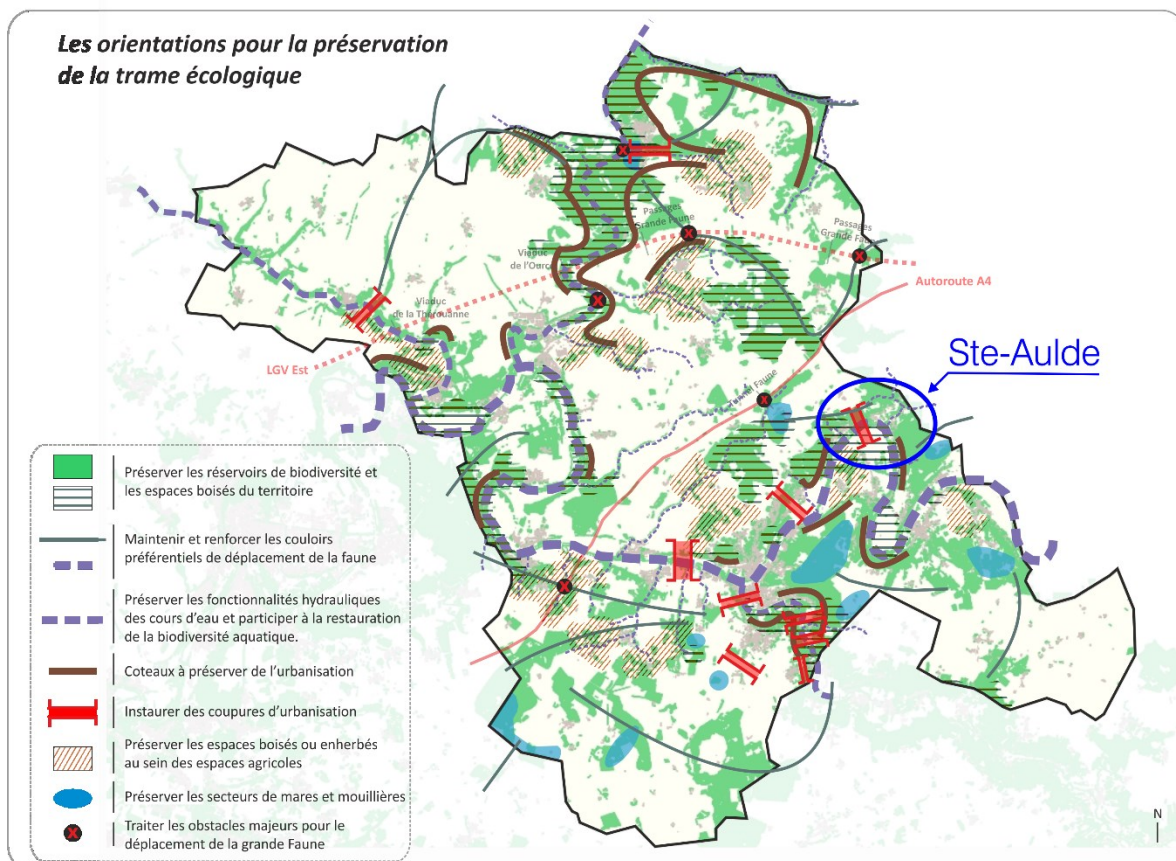 Les orientations pour la préservation
de la trame écologique
Passages
Grande Faune
Passages
Grande Faune
Viaduc
de l'Ourcq
Autoroute A4
Viaduc
de la Thérouanne
LGV Est
Ste-Aulde
Tunnel Faune
Préserver les réservoirs de biodiversité et
les espaces boisés du territoire
Maintenir et renforcer les couloirs
préférentiels de déplacement de la faune
Préserver les fonctionnalités hydrauliques
des cours d'eau et participer à la restauration
de la biodiversité aquatique.
Coteaux à préserver de l'urbanisation
Instaurer des coupures d'urbanisation
Préserver les espaces boisés ou enherbés
au sein des espaces agricoles
Préserver les secteurs de mares et mouillières
Traiter les obstacles majeurs pour le
déplacement de la grande Faune
N